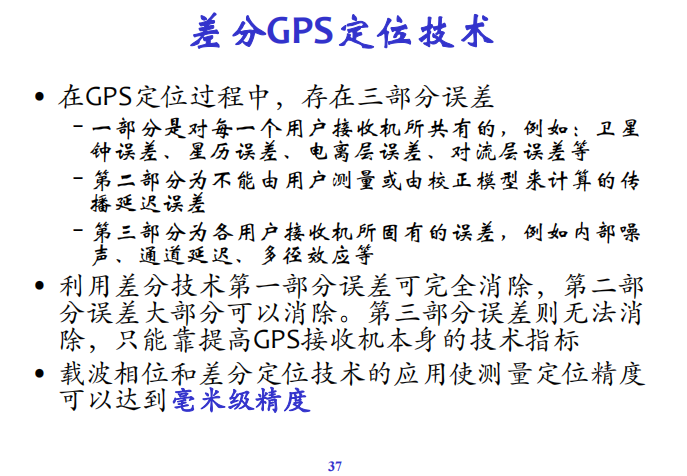 差分GPS定位技术
• 在GPS定位过程中，存在三部分误差
– 一部分是对每一个用户接收机所共有的，例如：卫星
钟误差、星历误差、电离层误差、对流层误差等
– 第二部分为不能由用户测量或由校正模型来计算的传
播延迟误差
– 第三部分为各用户接收机所固有的误差，例如内部噪
声、通道延迟、多径效应等
• 利用差分技术第一部分误差可完全消除，第二部
分误差大部分可以消除。第三部分误差则无法消
除，只能靠提高GPS接收机本身的技术指标
• 载波相位和差分定位技术的应用使测量定位精度
可以达到毫米级精度
37